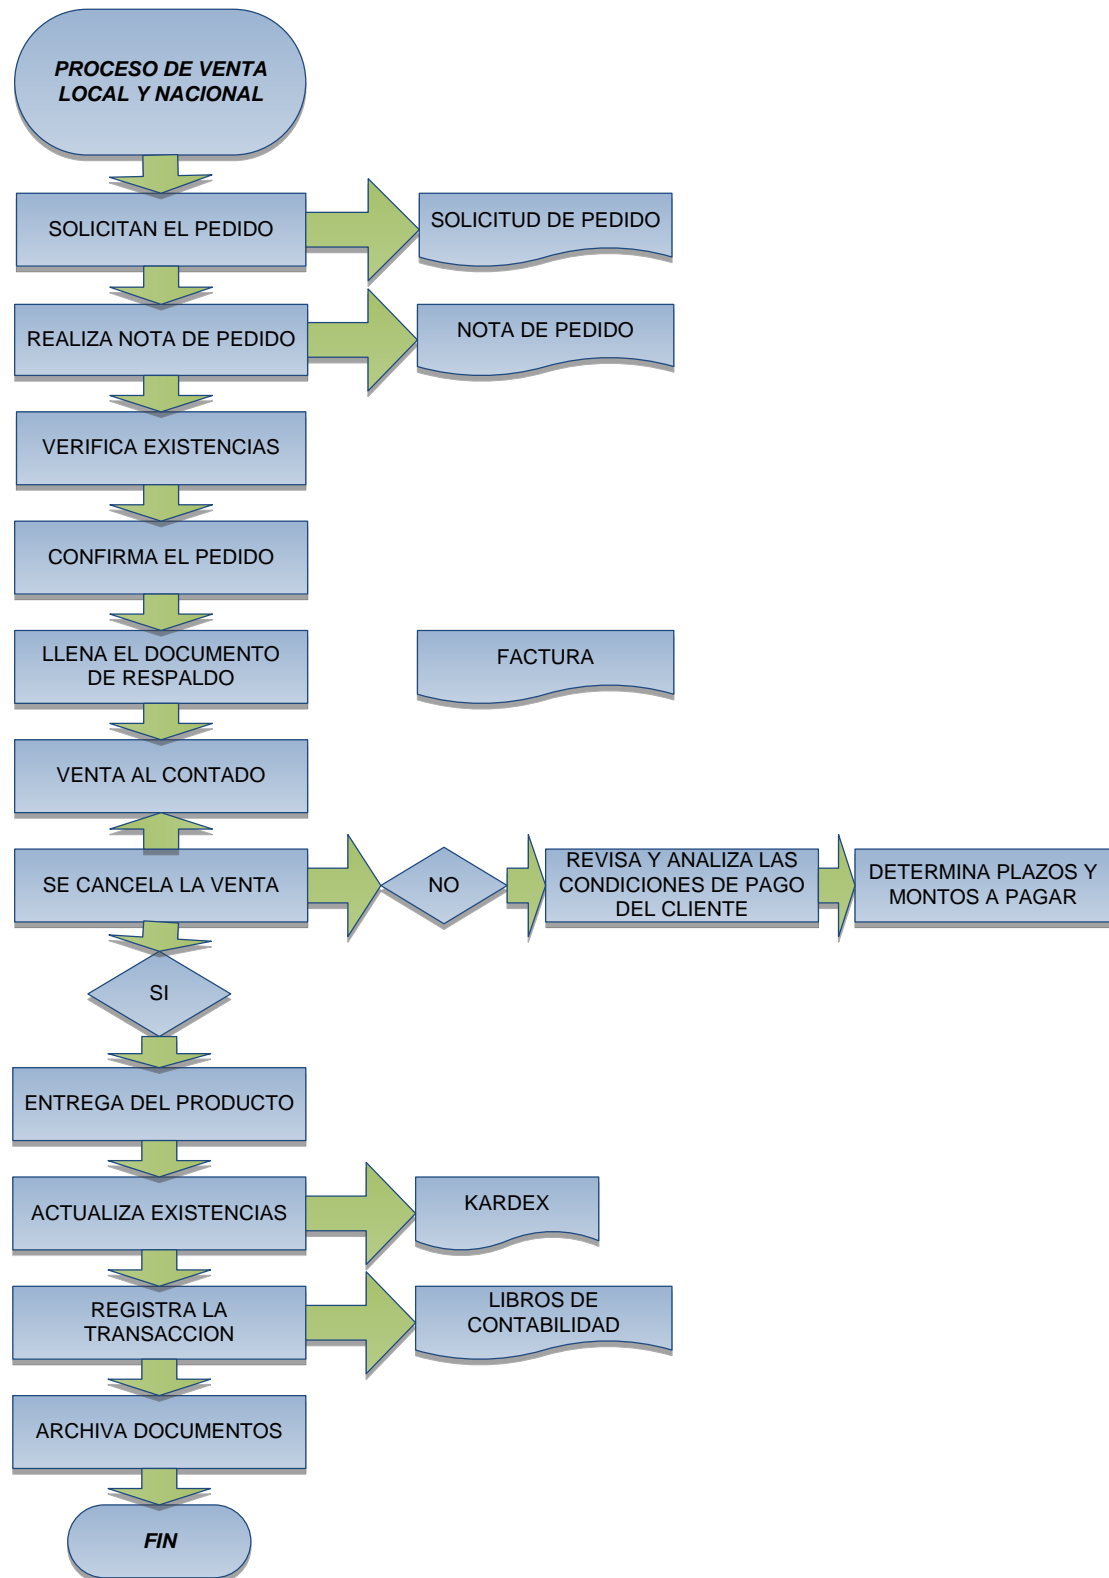 PROCESO DE VENTA
LOCAL Y NACIONAL
SOLICITAN EL PEDIDO
SOLICITUD DE PEDIDO
REALIZA NOTA DE PEDIDO
NOTA DE PEDIDO
VERIFICA EXISTENCIAS
CONFIRMA EL PEDIDO
LLENA EL DOCUMENTO
DE RESPALDO
FACTURA
VENTA AL CONTADO
SE CANCELA LA VENTA
NO
REVISA Y ANALIZA LAS
CONDICIONES DE PAGO
DEL CLIENTE
DETERMINA PLAZOS Y
MONTOS A PAGAR
SI
ENTREGA DEL PRODUCTO
ACTUALIZA EXISTENCIAS
KARDEX
REGISTRA LA
TRANSACCION
LIBROS DE
CONTABILIDAD
ARCHIVA DOCUMENTOS
FIN